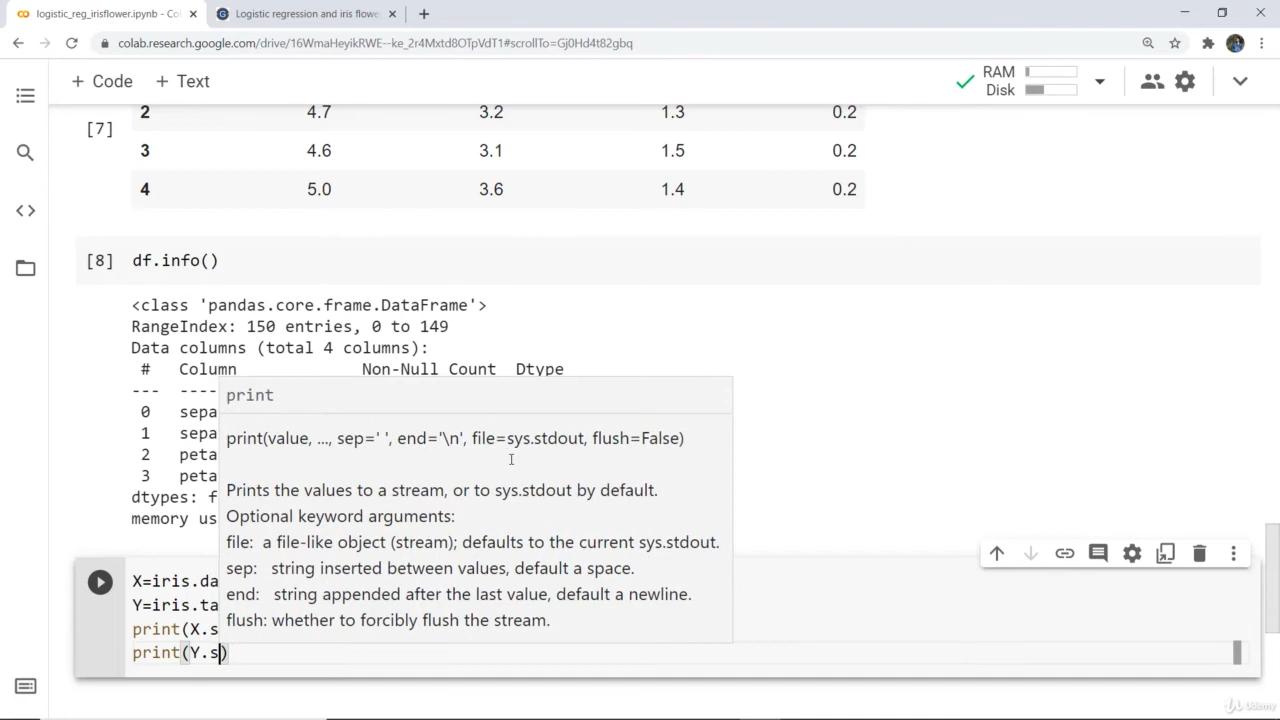 logistic_reg_irisflower.ipynb - Col
Logistic regression and iris flowe
colab.research.google.com/drive/16WmaHeyikRWE--ke_2r4Mxtd8OTpVdT1#scrollTo=Gj0Hd4t82gbq
+ Code + Text
RAM
Disk
2 4.7 3.2 1.3 0.2
[7]
3 4.6 3.1 1.5 0.2
4 5.0 3.6 1.4 0.2
[8] df.info()
<class 'pandas.core.frame.DataFrame'>
RangeIndex: 150 entries, 0 to 149
Data columns (total 4 columns):
# Column Non-Null Count Dtype
--- ----
print
0 sepa
print(value, ..., sep=' ', end='\n', file=sys.stdout, flush=False)
1 sepa
2 peta
3 peta
Prints the values to a stream, or to sys.stdout by default.
dtypes: f
Optional keyword arguments:
memory us
file: a file-like object (stream); defaults to the current sys.stdout.
sep: string inserted between values, default a space.
end: string appended after the last value, default a newline.
flush: whether to forcibly flush the stream.
X=iris.da
Y=iris.ta
print(X.s
print(Y.s)
Udemy